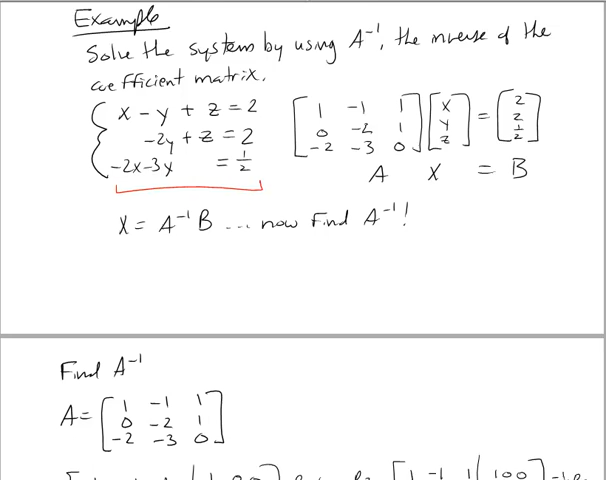 Example
Solve the system by using A⁻¹, the inverse of the
coefficient matrix.
x - y + z = 2
-2y + z = 2
-2x - 3y = 1/2
[1 -1 1; 0 -2 1; -2 -3 0] [x; y; z] = [2; 2; 1/2]
A X = B
X = A⁻¹ B ... now find A⁻¹!
Find A⁻¹
A = [1 -1 1; 0 -2 1; -2 -3 0]